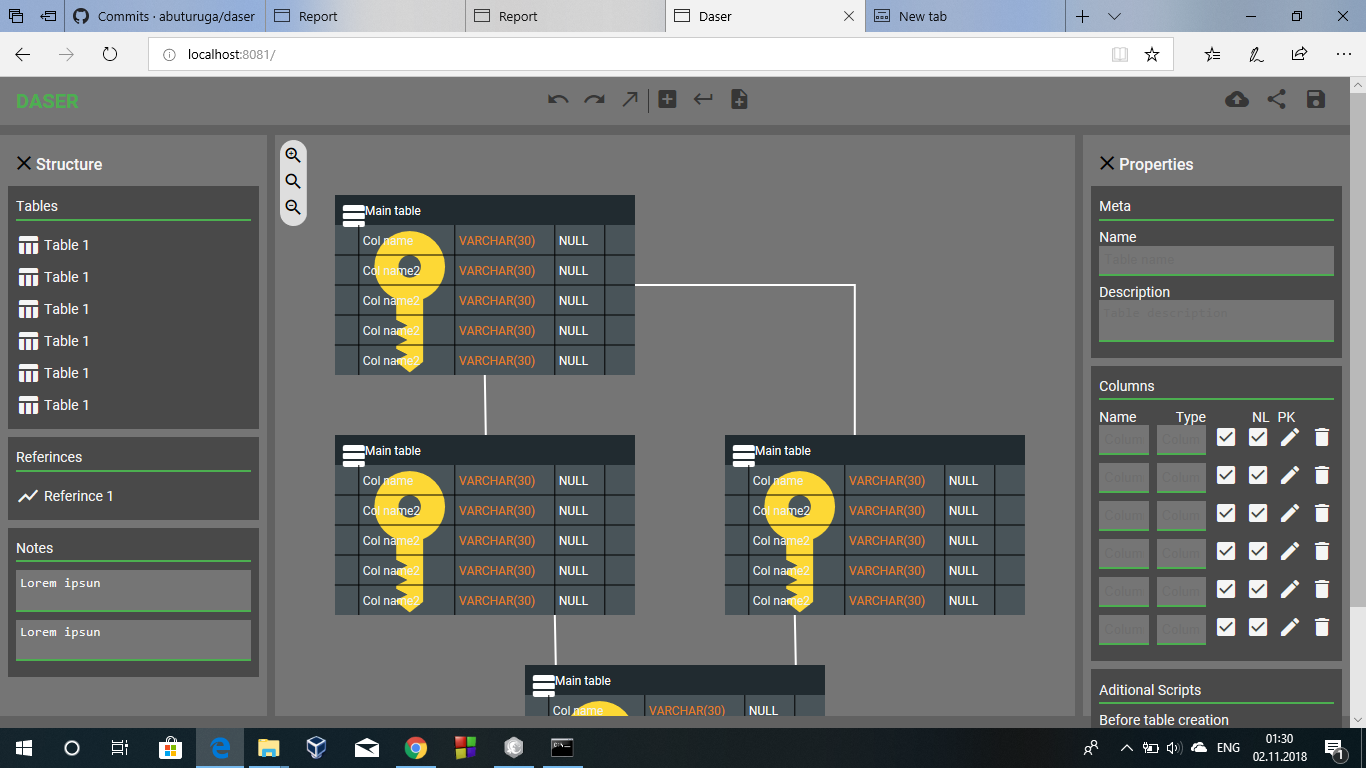 Commits · abuturuga/daser
Report
Report
Daser
New tab
localhost:8081/
DASER
Structure
Tables
Table 1
Table 1
Table 1
Table 1
Table 1
Table 1
Referinces
Referince 1
Notes
Lorem ipsun
Lorem ipsun
Main table
Col name VARCHAR(30) NULL
Col name2 VARCHAR(30) NULL
Col name2 VARCHAR(30) NULL
Col name2 VARCHAR(30) NULL
Col name2 VARCHAR(30) NULL
Main table
Col name VARCHAR(30) NULL
Col name2 VARCHAR(30) NULL
Col name2 VARCHAR(30) NULL
Col name2 VARCHAR(30) NULL
Col name2 VARCHAR(30) NULL
Main table
Col name VARCHAR(30) NULL
Col name2 VARCHAR(30) NULL
Col name2 VARCHAR(30) NULL
Col name2 VARCHAR(30) NULL
Col name2 VARCHAR(30) NULL
Main table
Col name VARCHAR(30) NULL
Properties
Meta
Name
Table name
Description
Table description
Columns
Name Type NL PK
Colum Colum
Colum Colum
Colum Colum
Colum Colum
Colum Colum
Colum Colum
Aditional Scripts
Before table creation
ENG
01:30
02.11.2018
1